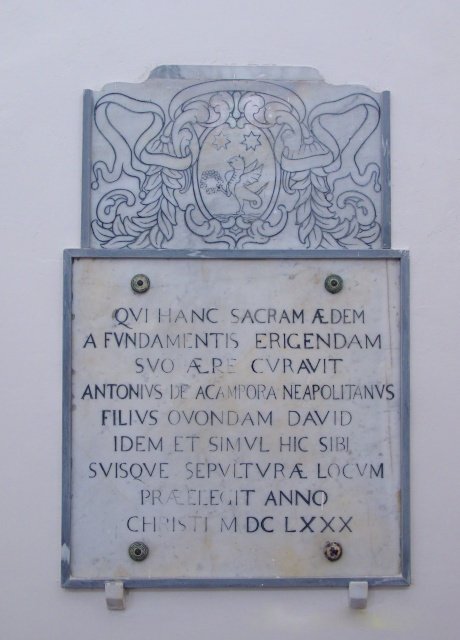 QVI HANC SACRAM ÆDEM
A FVNDAMENTIS ERIGENDAM
SVO ÆRE CVRAVIT
ANTONIVS DE ACAMPORA NEAPOLITANVS
FILIVS QVONDAM DAVID
IDEM ET SIMVL HIC SIBI
SVISQVE SEPVLTVRÆ LOCVM
PRÆELEGIT ANNO
CHRISTI M DC LXXX